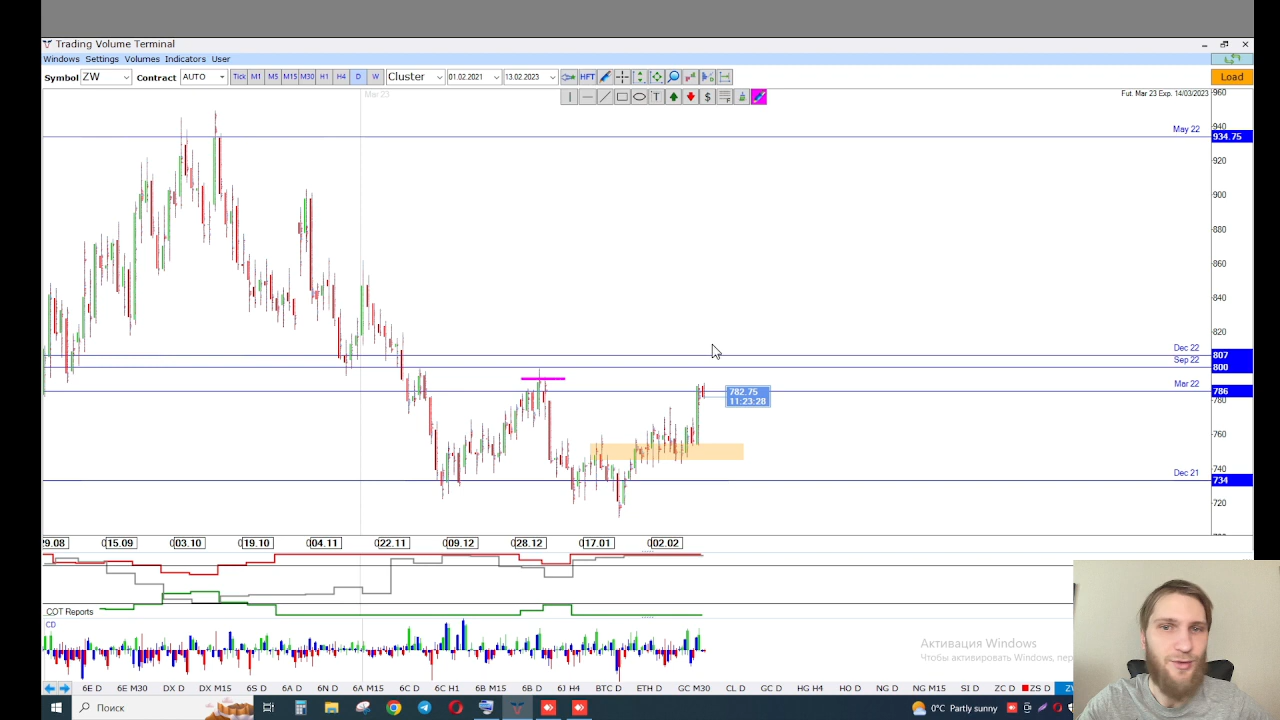 Trading Volume Terminal
Windows Settings Volumes Indicators User
Symbol ZW Contract AUTO Tick M1 M5 M15 M30 H1 H4 D W Cluster 01.02.2021 13.02.2023 HFT Load
T $
Mar 23
Fut. Mar 23 Exp. 14/03/2023
960
940
May 22 934.75
920
900
880
860
840
820
Dec 22 807
Sep 22 800
Mar 22 786
782.75
11:23:28
780
760
740
Dec 21 734
720
29.08 15.09 03.10 19.10 04.11 22.11 09.12 28.12 17.01 02.02
COT Reports
CD
Активация Windows
Чтобы активировать Windows, пер
6E D 6E M30 DX D DX M15 6S D 6A D 6N D 6A M15 6C D 6C H1 6B M15 6B D 6J H4 BTC D ETH D GC M30 CL D GC D HG H4 HO D NG D NG M15 SI D ZC D ZS D
Поиск
0°C Partly sunny